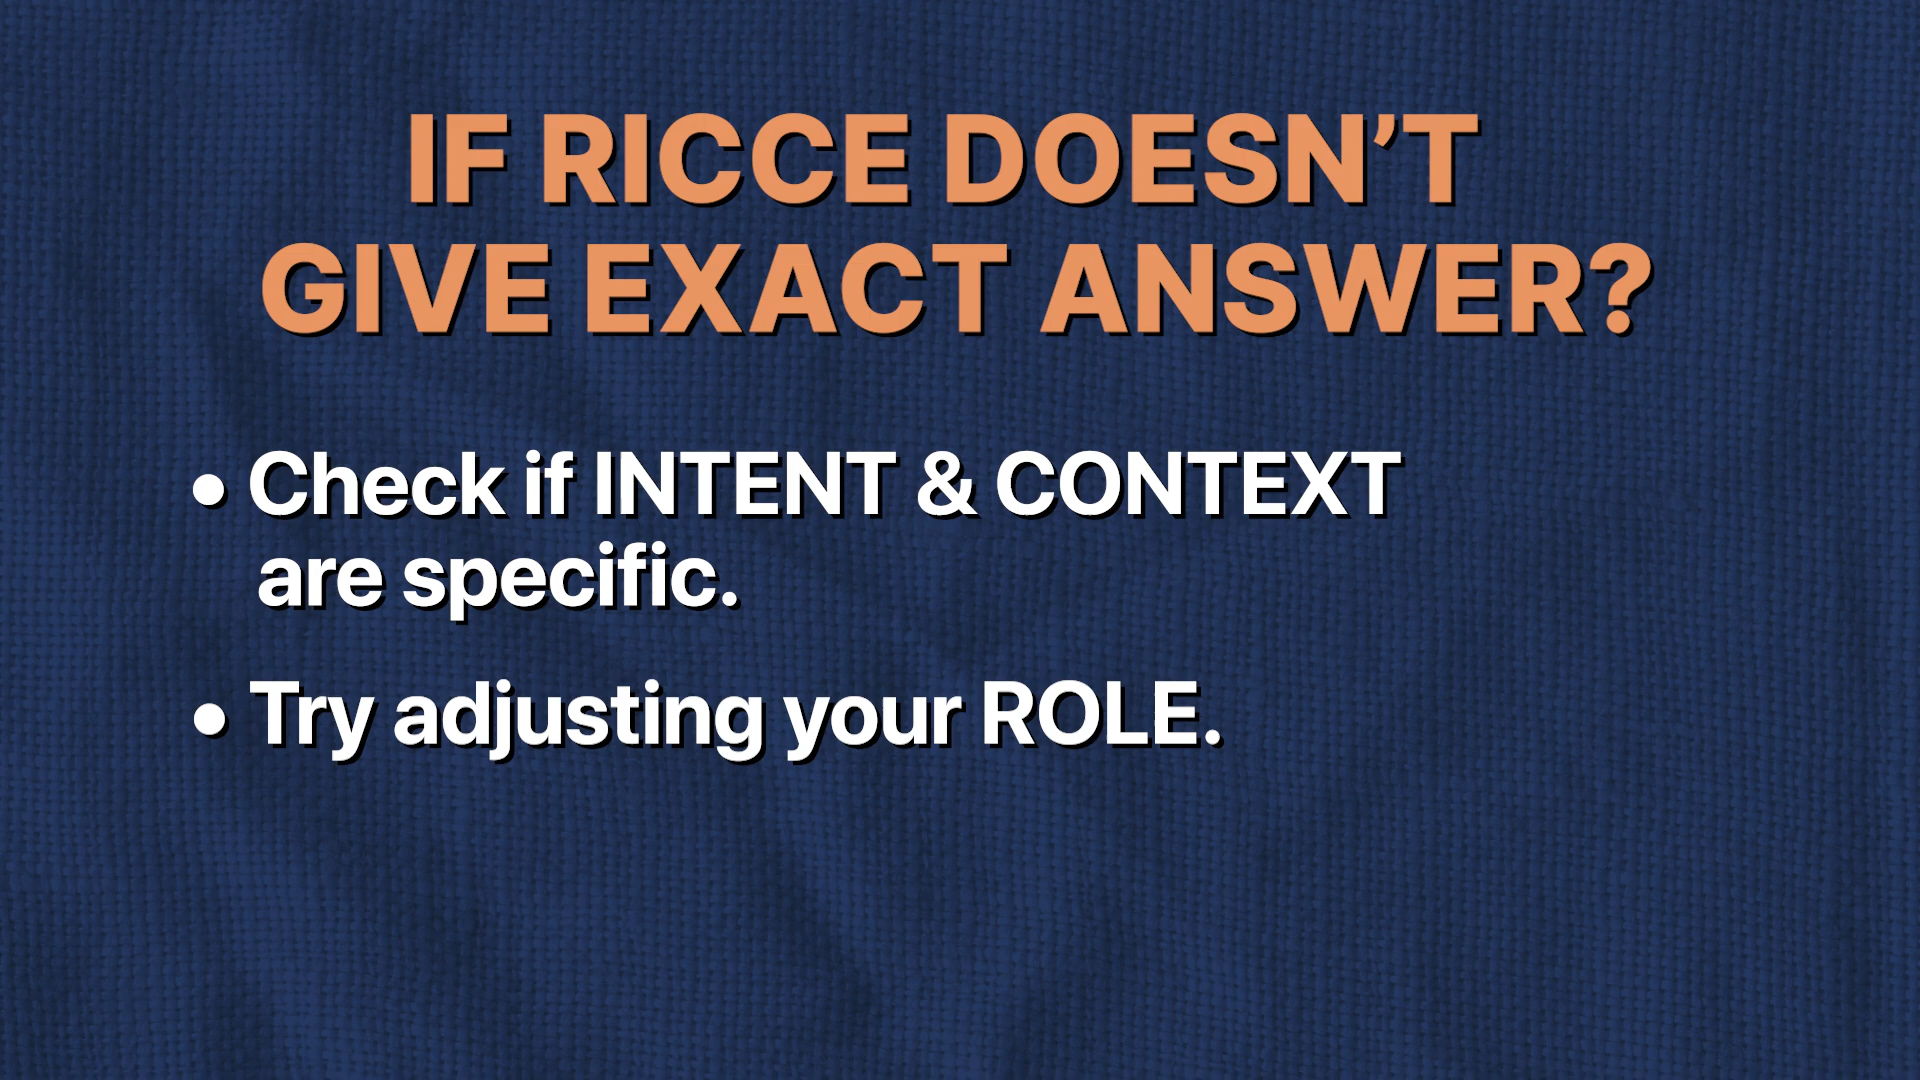 IF RICCE DOESN’T
GIVE EXACT ANSWER?
• Check if INTENT & CONTEXT
are specific.
• Try adjusting your ROLE.